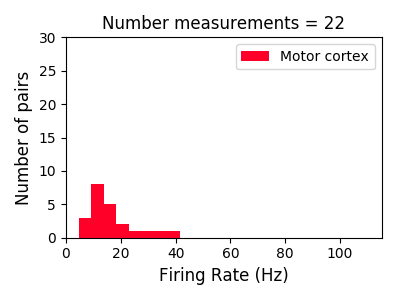 Number measurements = 22
Number of pairs
30
25
20
15
10
5
0
Motor cortex
0 20 40 60 80 100
Firing Rate (Hz)